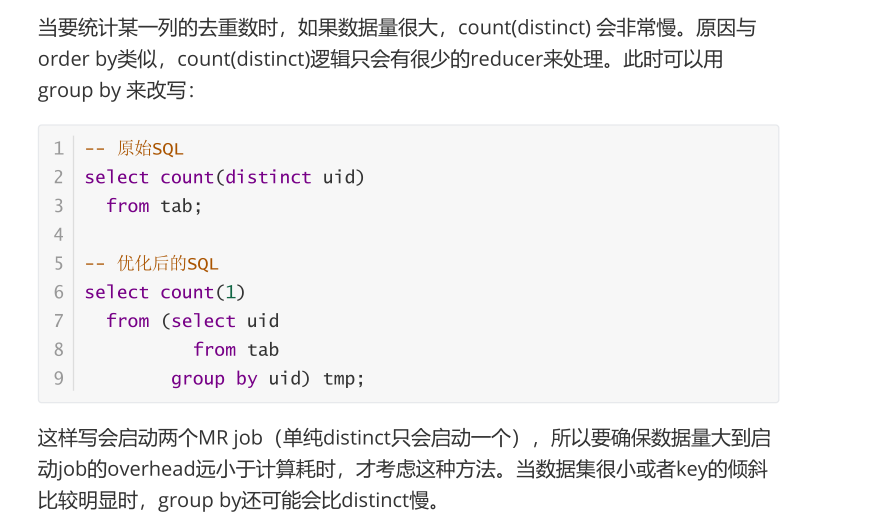 当要统计某一列的去重数时，如果数据量很大，count(distinct) 会非常慢。原因与
order by类似，count(distinct)逻辑只会有很少的reducer来处理。此时可以用
group by 来改写：
1 -- 原始SQL
2 select count(distinct uid)
3   from tab;
4
5 -- 优化后的SQL
6 select count(1)
7   from (select uid
8           from tab
9         group by uid) tmp;
这样写会启动两个MR job（单纯distinct只会启动一个），所以要确保数据量大到启
动job的overhead远小于计算耗时，才考虑这种方法。当数据集很小或者key的倾斜
比较明显时，group by还可能会比distinct慢。